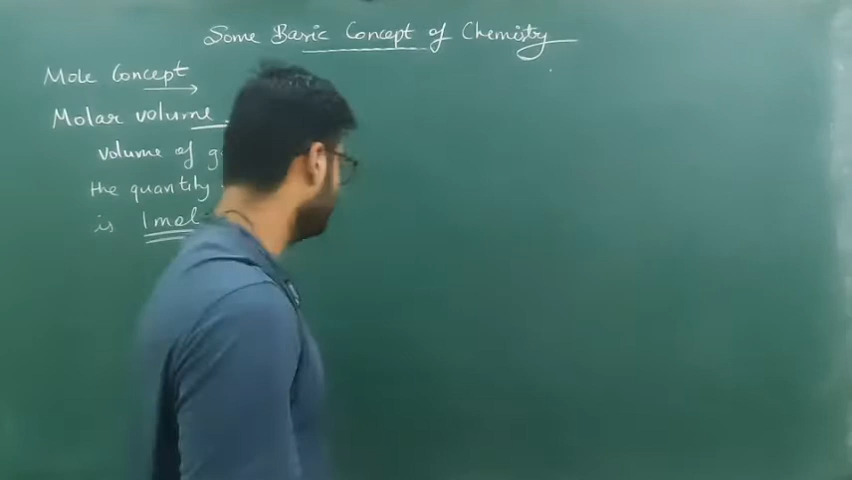 Some Basic Concept of Chemistry
Mole Concept
Molar volume
volume of
the quantity
is 1 mol